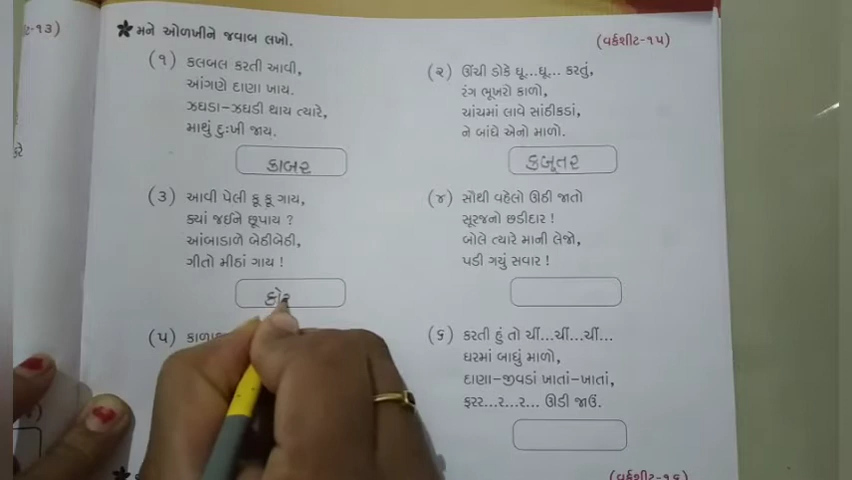 -૧૩)
★ મને ઓળખીને જવાબ લખો.
(વર્કશીટ-૧૫)
(૧) કલબલ કરતી આવી,
આંગણે દાણા ખાય.
ઝઘડા-ઝઘડી થાય ત્યારે,
માથું દુઃખી જાય.
કાબર
(૨) ઊંચી ડોકે ઘૂ...ઘૂ... કરતું,
રંગ ભૂખરો કાળો,
ચાંચમાં લાવે સાંઠીકડાં,
ને બાંધે એનો માળો.
કબૂતર
(૩) આવી પેલી કૂ કૂ ગાય,
ક્યાં જઈને છૂપાય ?
આંબાડાળે બેઠીબેઠી,
ગીતો મીઠાં ગાય !
(૪) સૌથી વહેલો ઊઠી જાતો
સૂરજનો છડીદાર !
બોલે ત્યારે માની લેજો,
પડી ગયું સવાર !
(૫)
(૬) કરતી હું તો ચીં...ચીં...ચીં...
ઘરમાં બાધું માળો,
દાણા-જીવડાં ખાતાં-ખાતાં,
ફરર...ર...ર... ઊડી જાઉં.
(વર્કશીટ-૧૬)